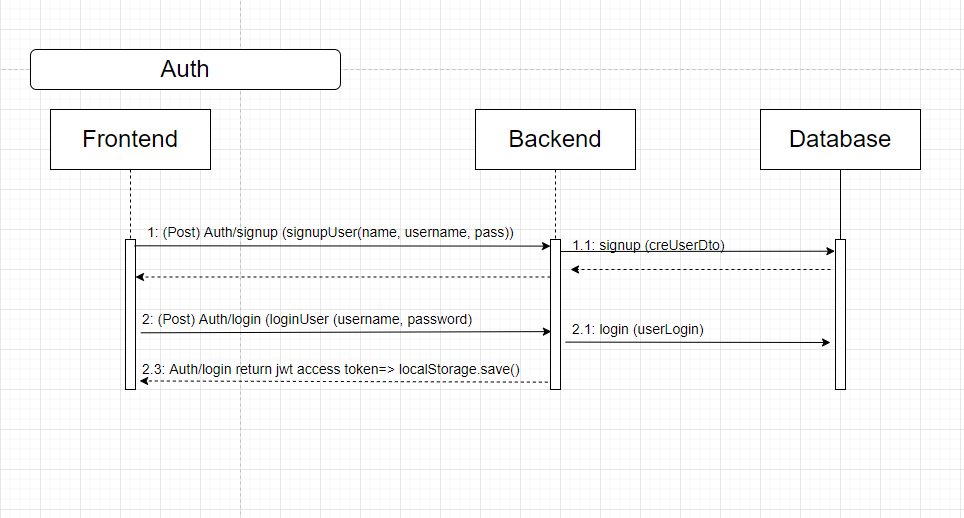 Auth
Frontend
Backend
Database
1: (Post) Auth/signup (signupUser(name, username, pass))
1.1: signup (creUserDto)
2: (Post) Auth/login (loginUser (username, password)
2.1: login (userLogin)
2.3: Auth/login return jwt access token=> localStorage.save()